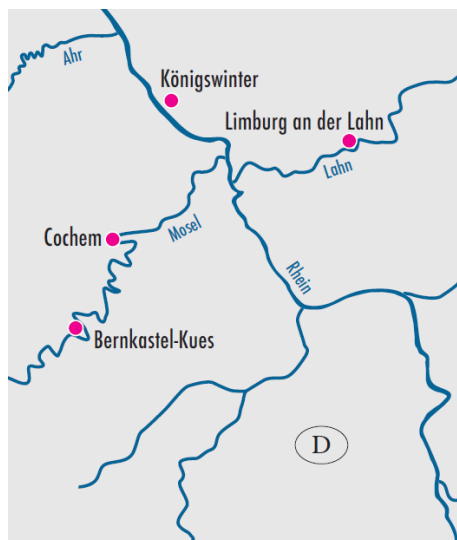 Ahr
Königswinter
Limburg an der Lahn
Lahn
Mosel
Cochem
Rhein
Bernkastel-Kues
D